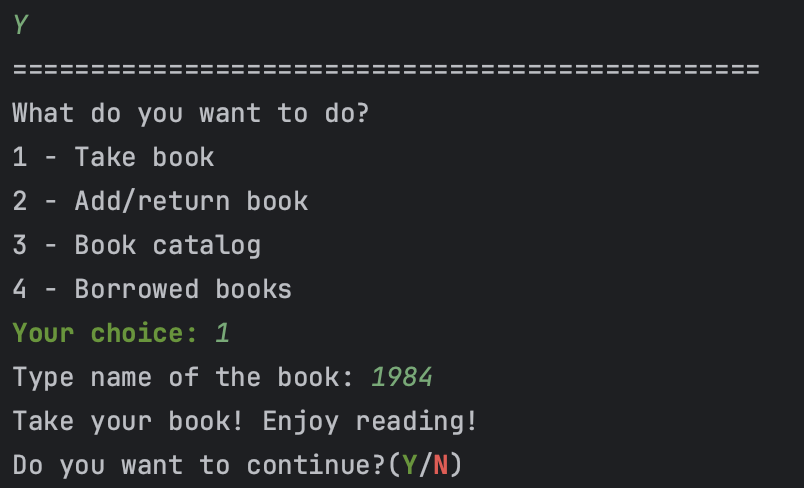 Y
================================================
What do you want to do?
1 - Take book
2 - Add/return book
3 - Book catalog
4 - Borrowed books
Your choice: 1
Type name of the book: 1984
Take your book! Enjoy reading!
Do you want to continue?(Y/N)